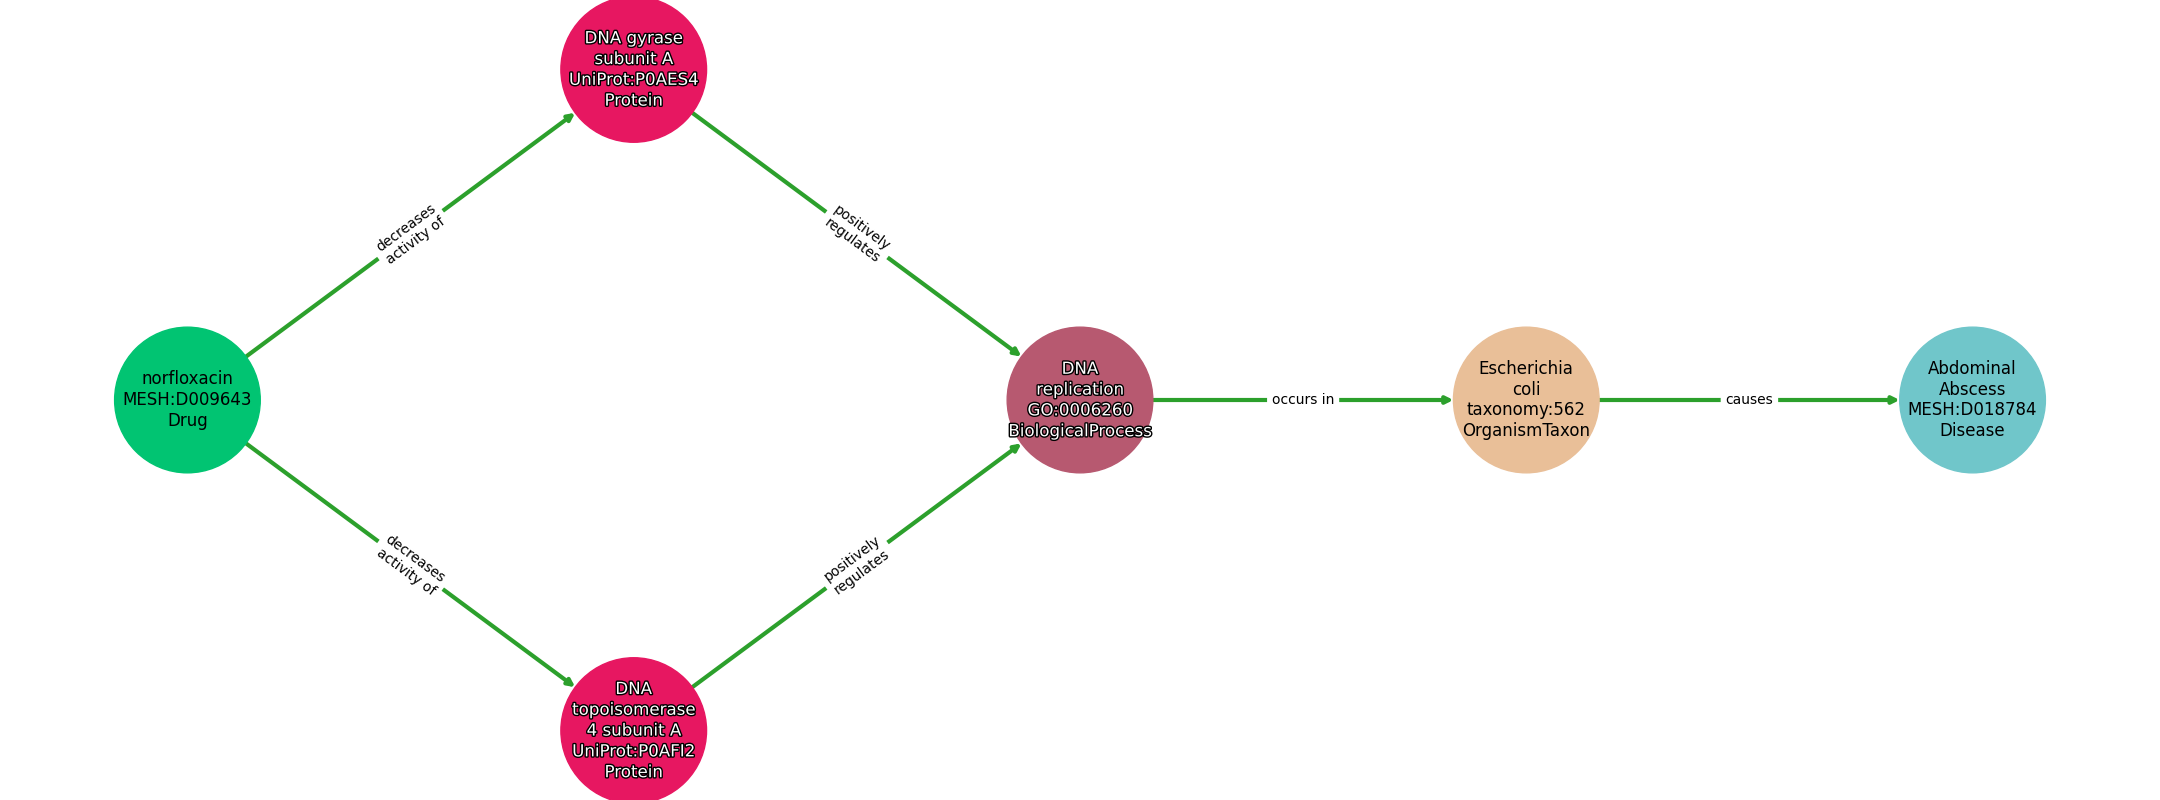 DNA gyrase
subunit A
UniProt:P0AES4
Protein
decreases
activity of
positively
regulates
norfloxacin
MESH:D009643
Drug
DNA
replication
GO:0006260
BiologicalProcess
occurs in
Escherichia
coli
taxonomy:562
OrganismTaxon
causes
Abdominal
Abscess
MESH:D018784
Disease
decreases
activity of
positively
regulates
DNA
topoisomerase
4 subunit A
UniProt:P0AFI2
Protein